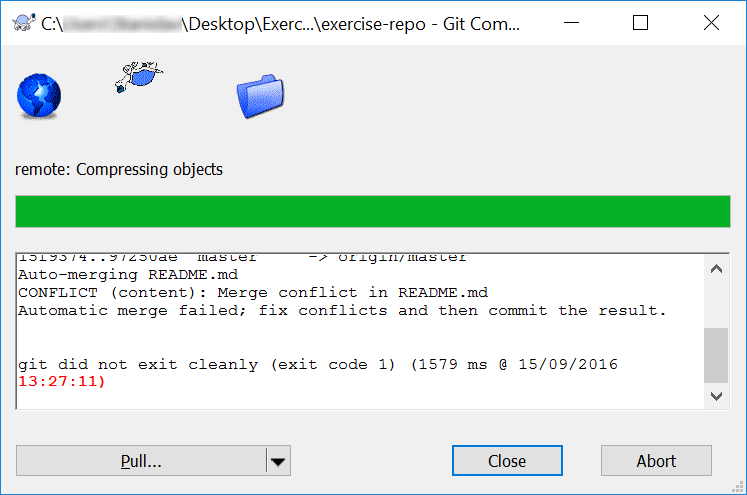 C:\ \Desktop\Exerc...\exercise-repo - Git Com...
remote: Compressing objects
1519374..97250ae master -> origin/master
Auto-merging README.md
CONFLICT (content): Merge conflict in README.md
Automatic merge failed; fix conflicts and then commit the result.
git did not exit cleanly (exit code 1) (1579 ms @ 15/09/2016
13:27:11)
Pull...
Close
Abort